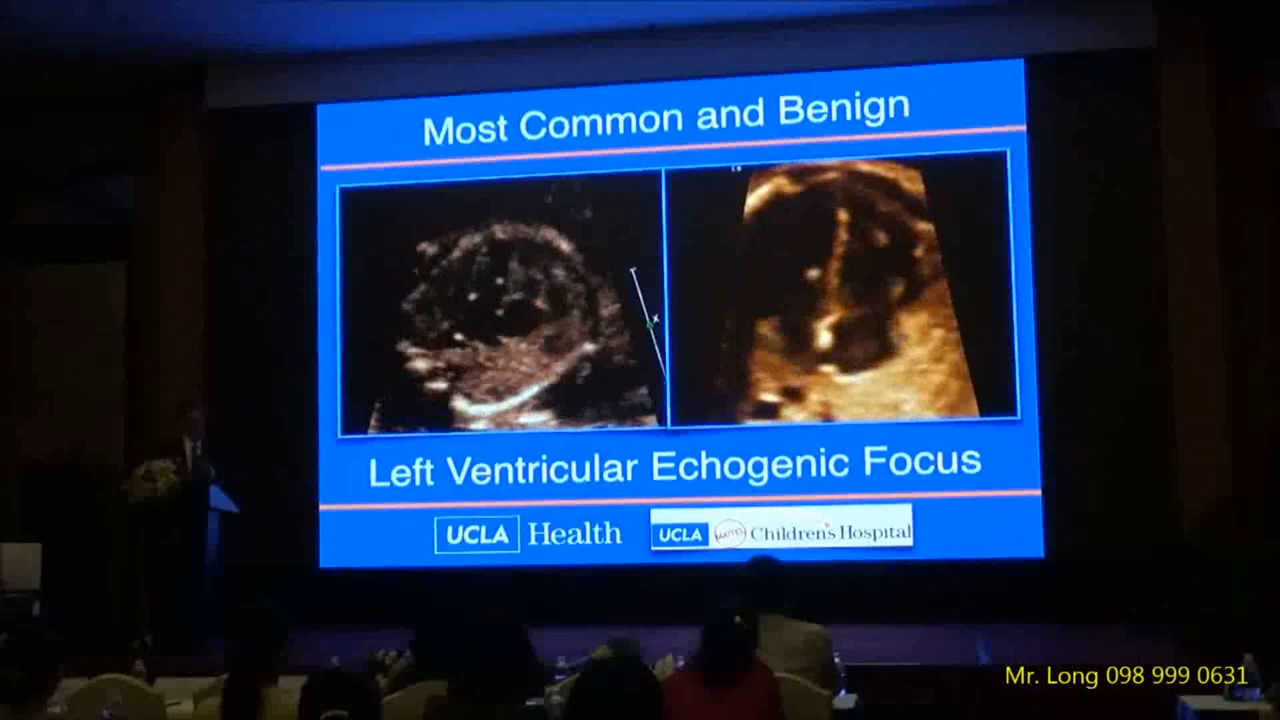 Most Common and Benign
Left Ventricular Echogenic Focus
UCLA Health
UCLA Children's Hospital
Mr. Long 098 999 0631